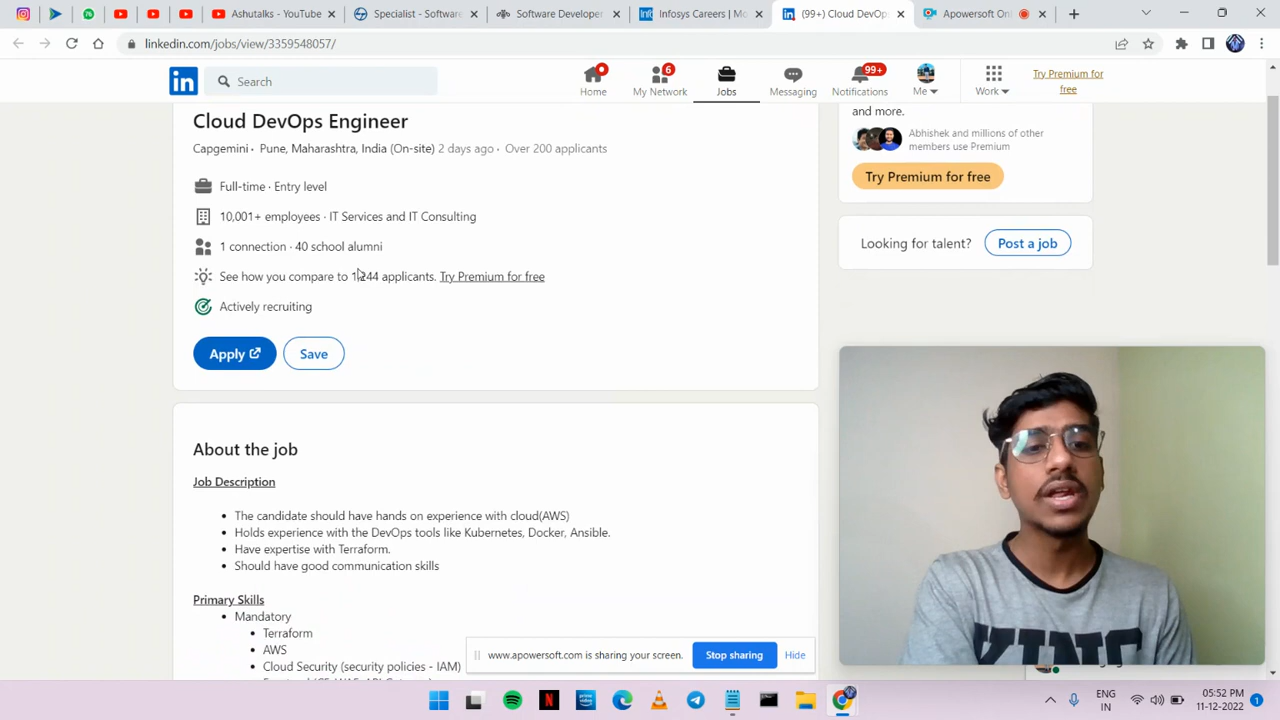 Ashutalks - YouTube
Specialist - Software
Software Developer
Infosys Careers | Mo
(99+) Cloud DevOp
Apowersoft Onl
linkedin.com/jobs/view/3359548057/
in
Search
Home
6
My Network
Jobs
Messaging
99+
Notifications
Me
Work
Try Premium for
free
Cloud DevOps Engineer
Capgemini · Pune, Maharashtra, India (On-site) 2 days ago · Over 200 applicants
Full-time · Entry level
10,001+ employees · IT Services and IT Consulting
1 connection · 40 school alumni
See how you compare to 1,244 applicants. Try Premium for free
Actively recruiting
Apply
Save
and more.
Abhishek and millions of other
members use Premium
Try Premium for free
Looking for talent?
Post a job
About the job
Job Description
The candidate should have hands on experience with cloud(AWS)
Holds experience with the DevOps tools like Kubernetes, Docker, Ansible.
Have expertise with Terraform.
Should have good communication skills
Primary Skills
Mandatory
Terraform
AWS
Cloud Security (security policies - IAM)
www.apowersoft.com is sharing your screen.
Stop sharing
Hide
ENG
IN
05:52 PM
11-12-2022
1